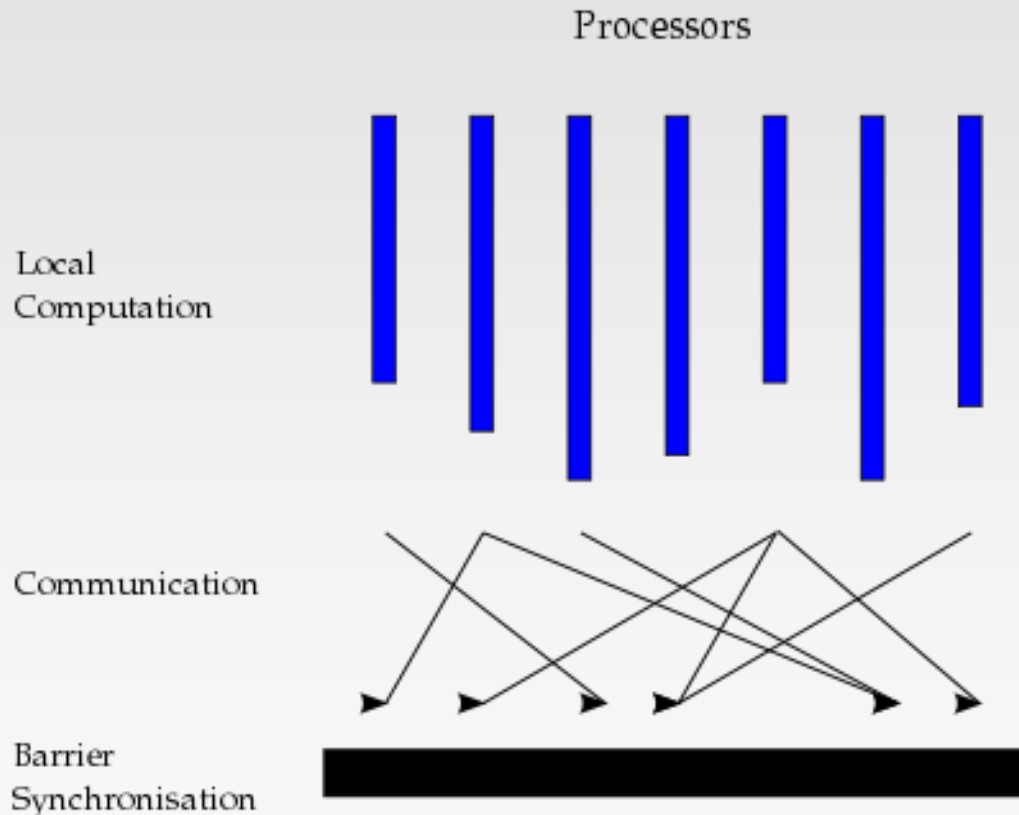 Processors
Local
Computation
Communication
Barrier
Synchronisation